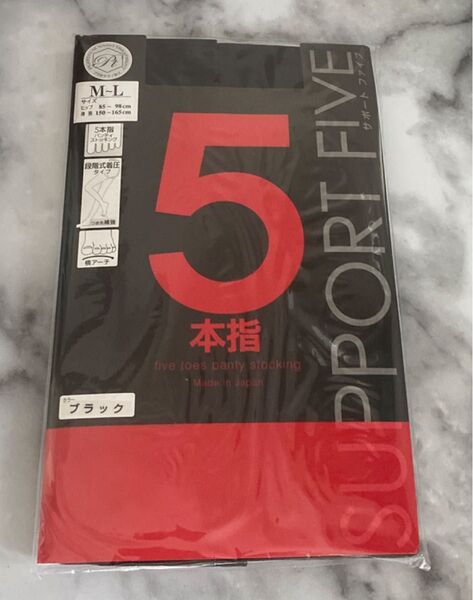 M~L
サイズ
ヒップ 85~98cm
身長 150~165cm
5本指
パンティ
ストッキング
段階式着圧
タイプ
つま先補強
横アーチ
5
本指
five toes panty stocking
Made in Japan
カラー
ブラック
SUPPORT FIVE
サポート ファイブ